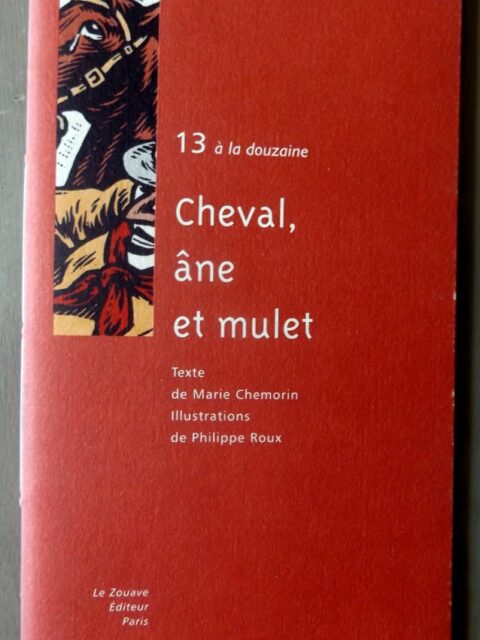 13 à la douzaine
Cheval,
âne
et mulet
Texte
de Marie Chemorin
Illustrations
de Philippe Roux
Le Zouave
Éditeur
Paris